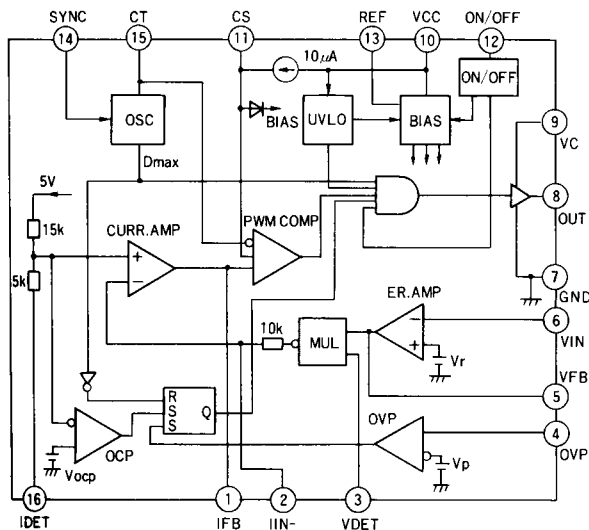 SYNC CT CS REF VCC ON/OFF
14 15 11 13 10 12
10μA
ON/OFF
OSC
BIAS UVLO BIAS
9
VC
Dmax
5V
15k
CURR.AMP
PWM COMP
8
OUT
+
−
5k
7
GND
ER.AMP
6
VIN
10k
MUL
−
+
Vr
VFB
5
R
S
S
Q
OVP
4
OVP
OCP
Vocp
Vp
16 1 2 3
IDET IFB IIN- VDET